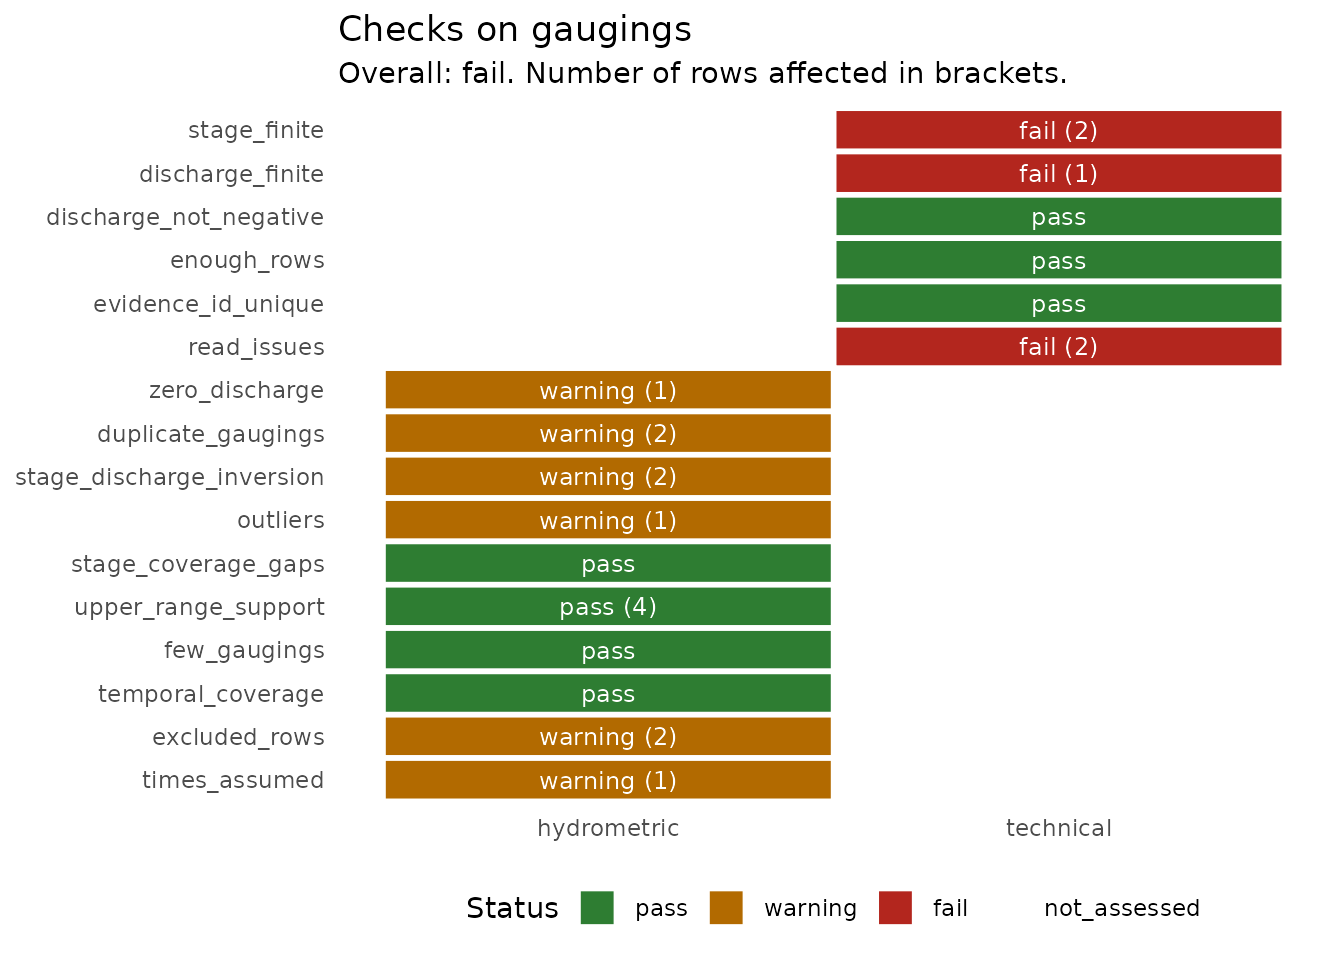 Checks on gaugings
Overall: fail. Number of rows affected in brackets.
stage_finite fail (2)
discharge_finite fail (1)
discharge_not_negative pass
enough_rows pass
evidence_id_unique pass
read_issues fail (2)
zero_discharge warning (1)
duplicate_gaugings warning (2)
stage_discharge_inversion warning (2)
outliers warning (1)
stage_coverage_gaps pass
upper_range_support pass (4)
few_gaugings pass
temporal_coverage pass
excluded_rows warning (2)
times_assumed warning (1)
hydrometric technical
Status pass warning fail not_assessed